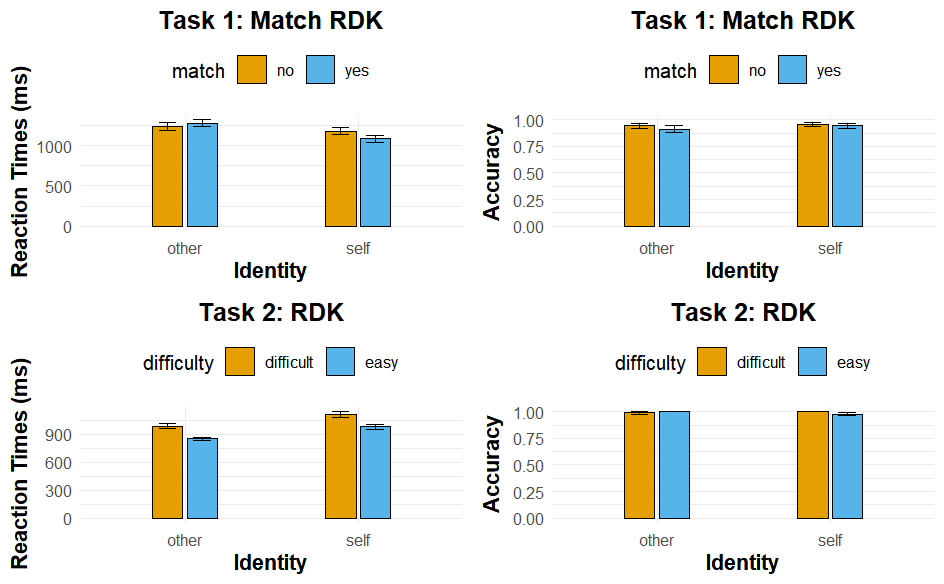 Task 1: Match RDK
match no yes
Reaction Times (ms)
1000
500
0
other self
Identity
Task 1: Match RDK
match no yes
Accuracy
1.00
0.75
0.50
0.25
0.00
other self
Identity
Task 2: RDK
difficulty difficult easy
Reaction Times (ms)
900
600
300
0
other self
Identity
Task 2: RDK
difficulty difficult easy
Accuracy
1.00
0.75
0.50
0.25
0.00
other self
Identity